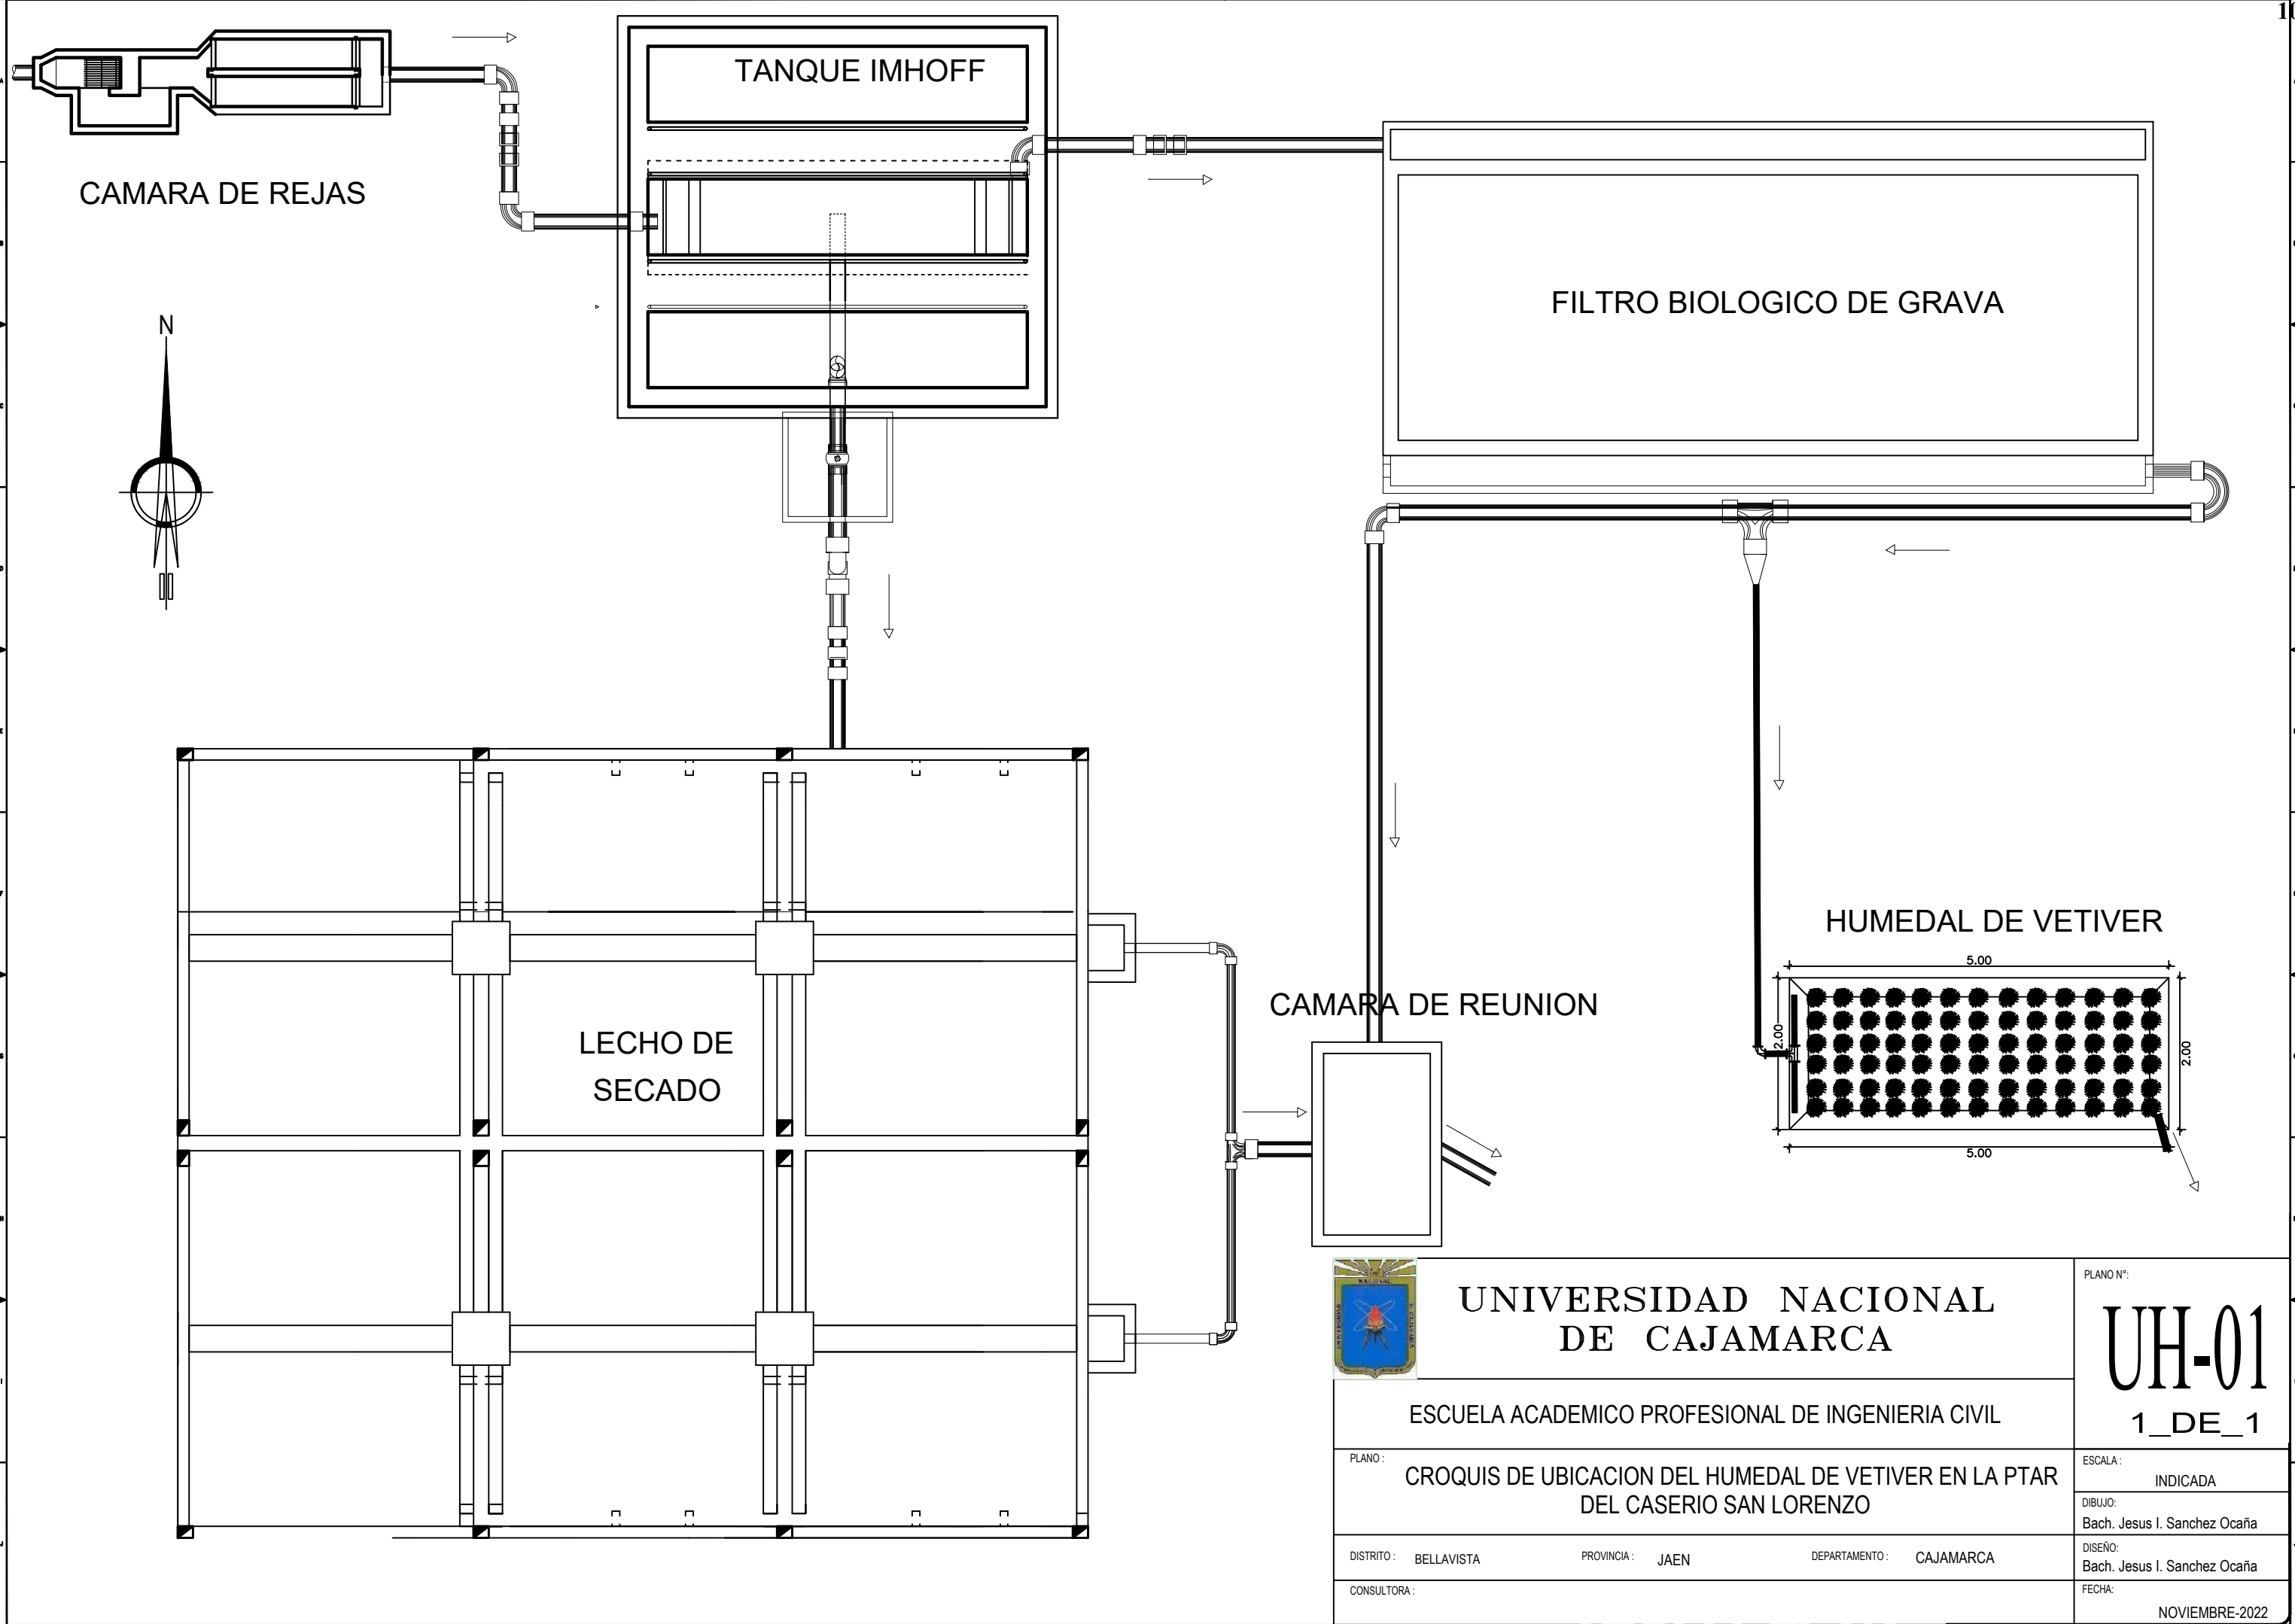 TANQUE IMHOFF
CAMARA DE REJAS
FILTRO BIOLOGICO DE GRAVA
N
HUMEDAL DE VETIVER
5.00
2.00
2.00
5.00
CAMARA DE REUNION
LECHO DE
SECADO
UNIVERSIDAD NACIONAL
DE CAJAMARCA
PLANO N°:
UH-01
1_DE_1
ESCUELA ACADEMICO PROFESIONAL DE INGENIERIA CIVIL
PLANO :
CROQUIS DE UBICACION DEL HUMEDAL DE VETIVER EN LA PTAR
DEL CASERIO SAN LORENZO
ESCALA :
INDICADA
DIBUJO:
Bach. Jesus I. Sanchez Ocaña
DISTRITO : BELLAVISTA PROVINCIA : JAEN DEPARTAMENTO : CAJAMARCA
DISEÑO:
Bach. Jesus I. Sanchez Ocaña
CONSULTORA :
FECHA:
NOVIEMBRE-2022